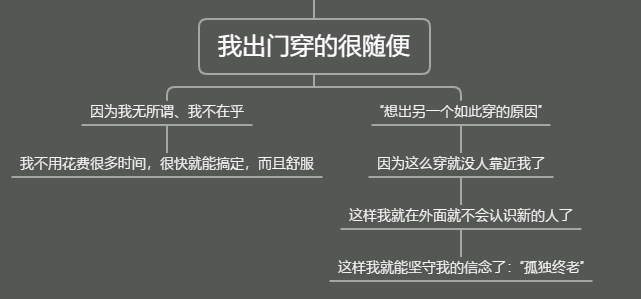 我出门穿的很随便
因为我无所谓、我不在乎
“想出另一个如此穿的原因”
我不用花费很多时间，很快就能搞定，而且舒服
因为这么穿就没人靠近我了
这样我就在外面就不会认识新的人了
这样我就能坚守我的信念了：“孤独终老”